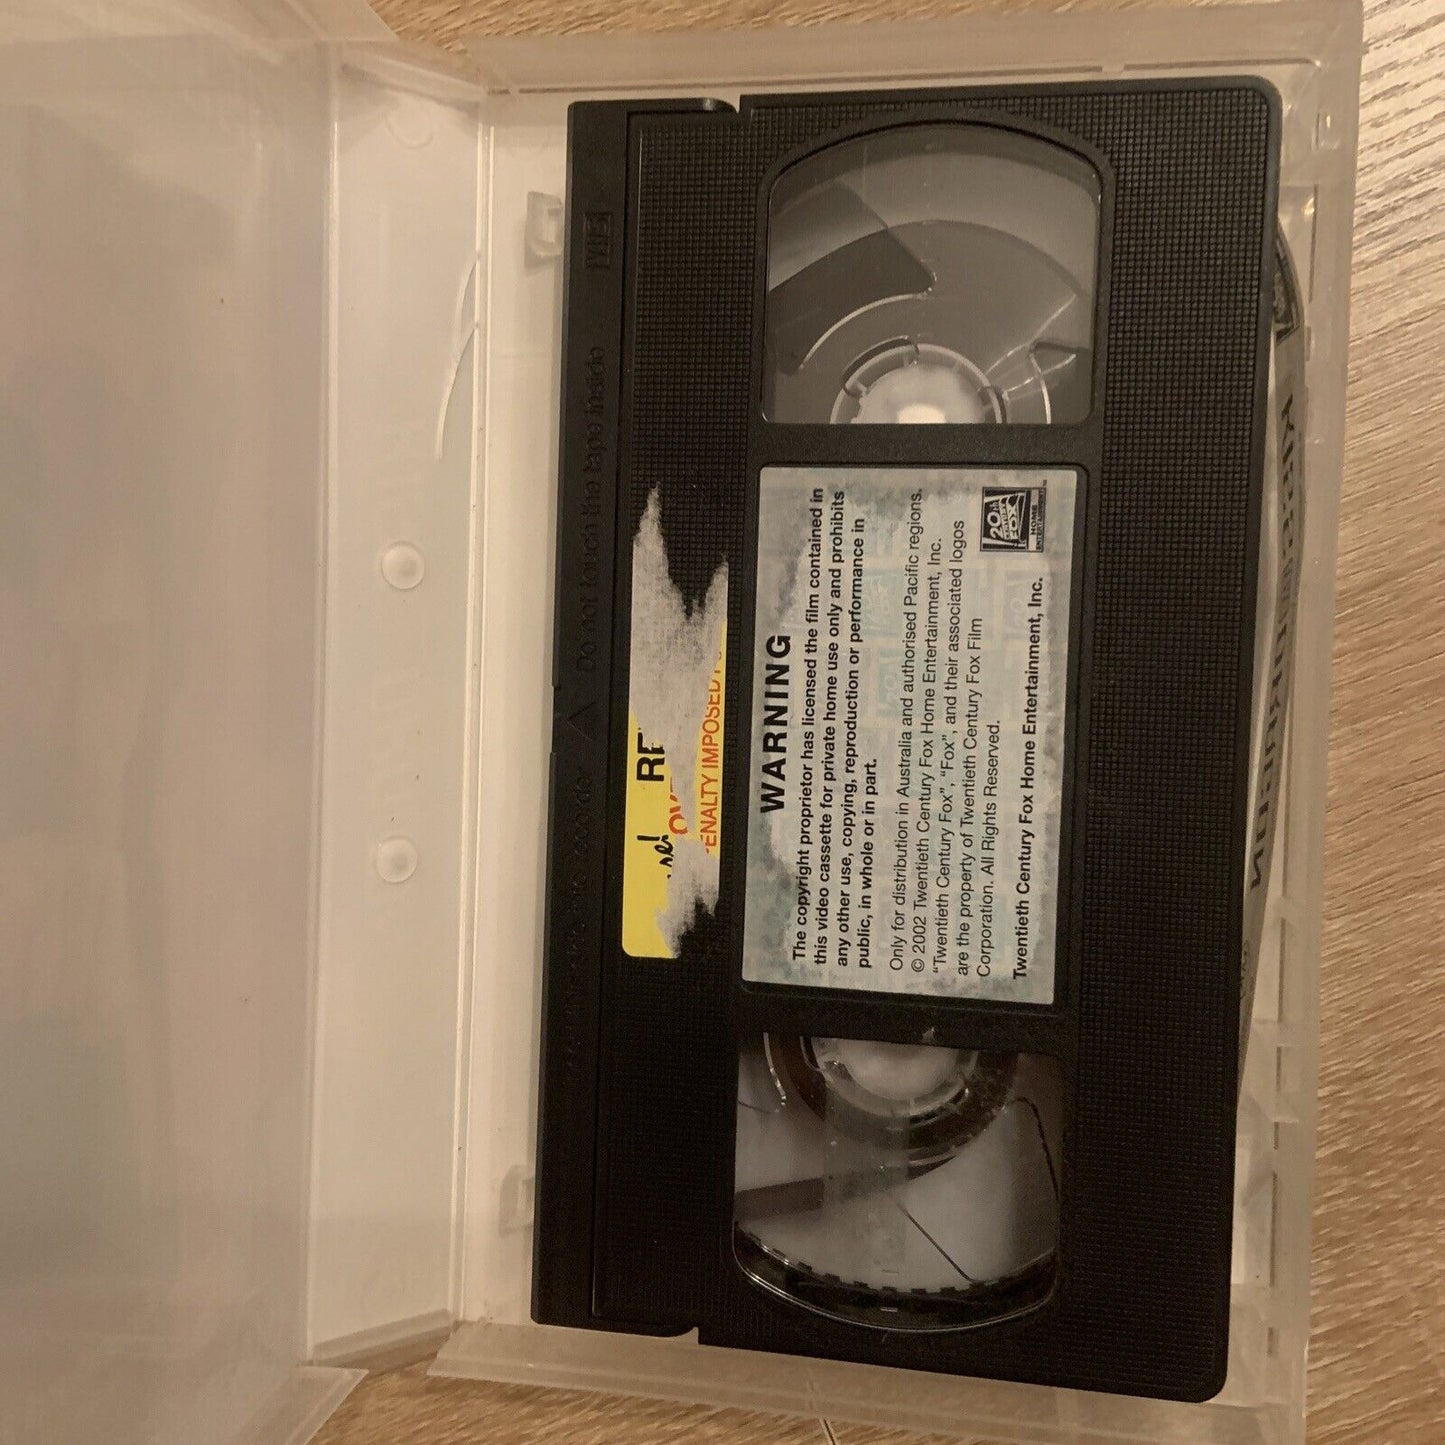 WARNING
The copyright proprietor has licensed the film contained in
this video cassette for private home use only and prohibits
any other use, copying, reproduction or performance in
public, in whole or in part.
Only for distribution in Australia and authorised Pacific regions.
© 2002 Twentieth Century Fox Home Entertainment, Inc.
“Twentieth Century Fox”, “Fox”, and their associated logos
are the property of Twentieth Century Fox Film
Corporation. All Rights Reserved.
Twentieth Century Fox Home Entertainment, Inc.
20th
CENTURY
FOX
HOME
ENTERTAINMENT
RE
ENALTY IMPOSED
VHS
Do not touch the tape inside